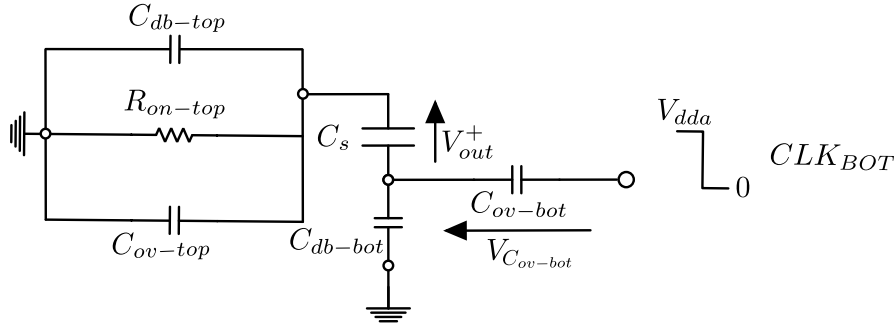 C_{db-top}
R_{on-top}
C_{ov-top}
C_s
V_{out}^+
C_{ov-bot}
C_{db-bot}
V_{C_{ov-bot}}
V_{dda}
0
CLK_{BOT}